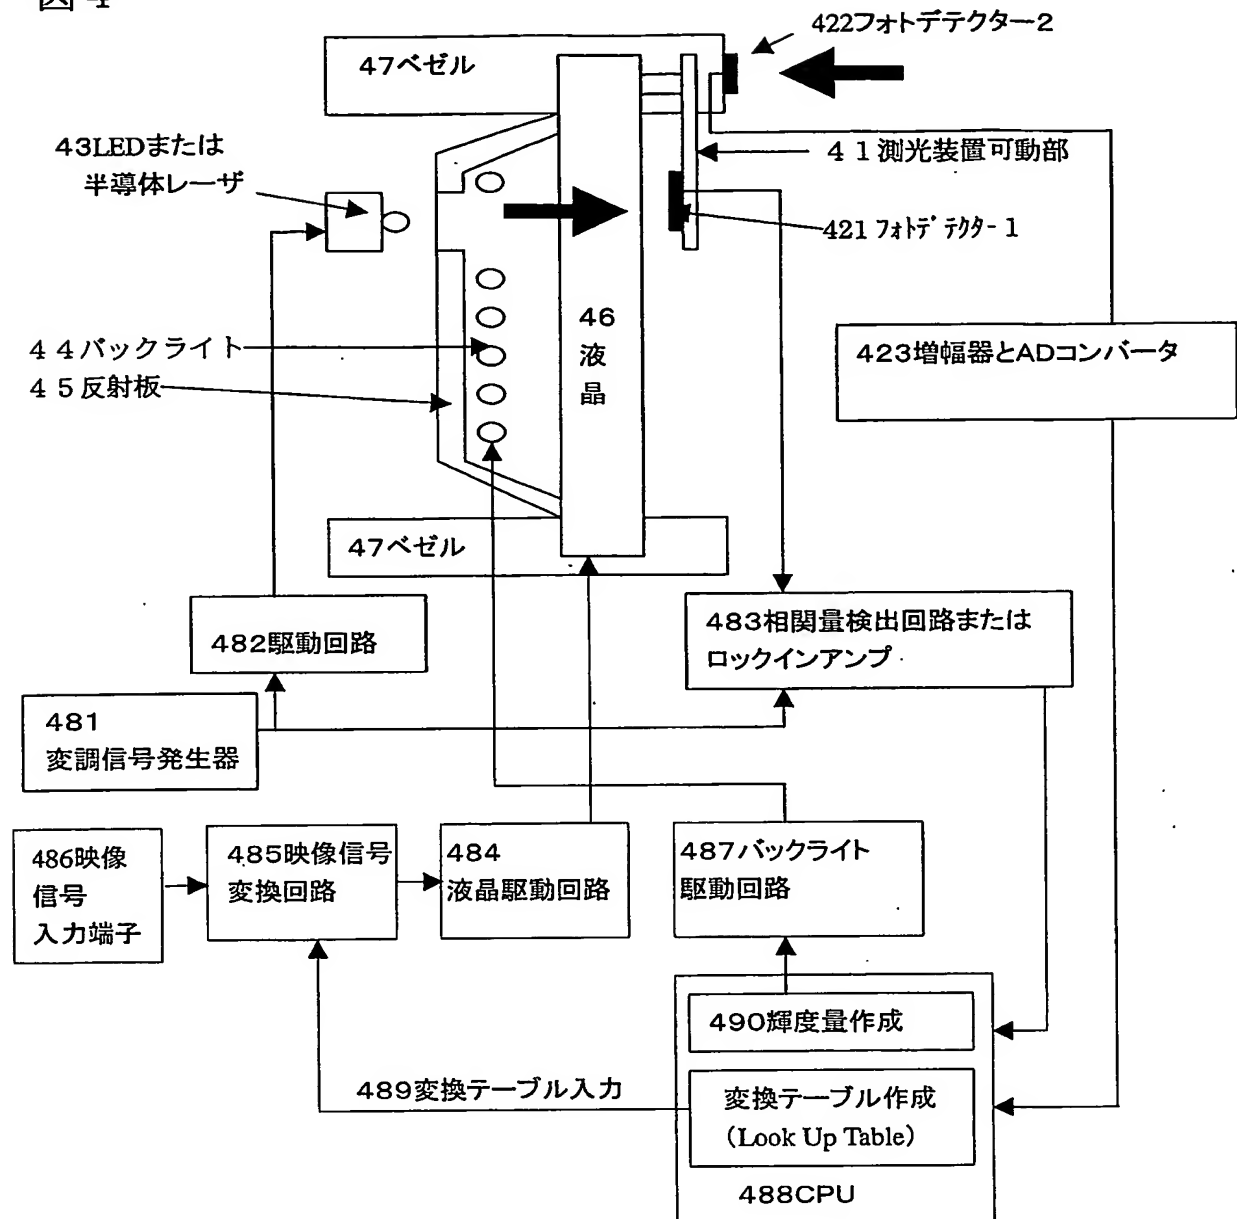 図4
422フォトデテクター2
47ベゼル
43LEDまたは
半導体レーザ
41測光装置可動部
421フォトデテクター1
46
液
晶
44バックライト
45反射板
423増幅器とADコンバータ
47ベゼル
482駆動回路
483相関量検出回路または
ロックインアンプ
481
変調信号発生器
486映像
信号
入力端子
485映像信号
変換回路
484
液晶駆動回路
487バックライト
駆動回路
490輝度量作成
489変換テーブル入力
変換テーブル作成
(Look Up Table)
488CPU